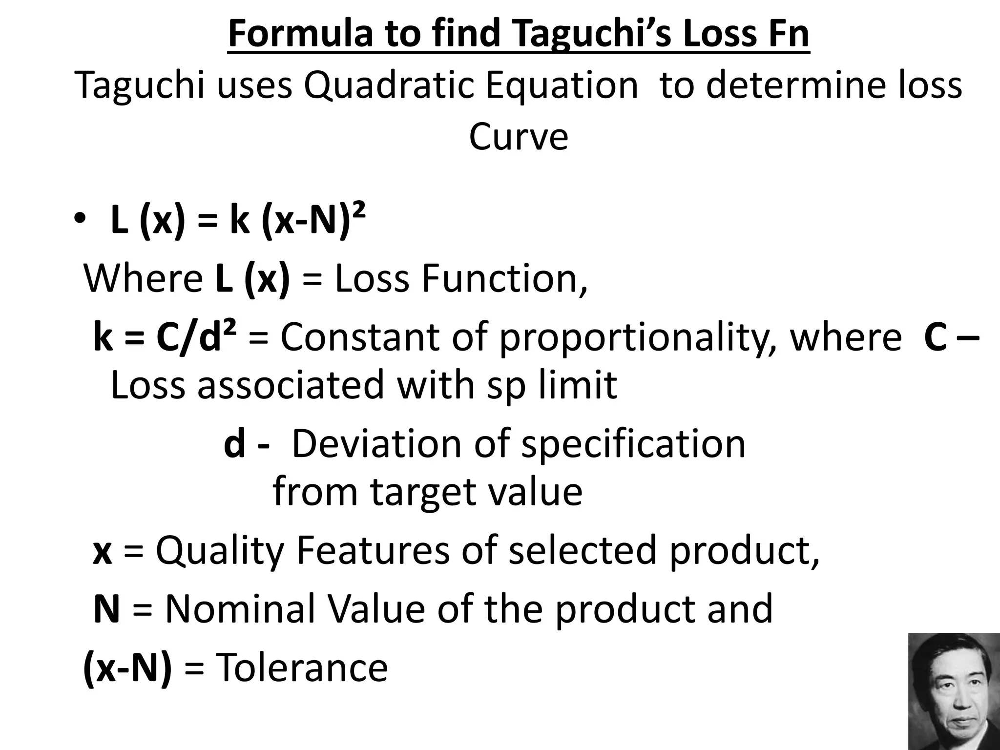 Formula to find Taguchi’s Loss Fn
Taguchi uses Quadratic Equation  to determine loss
Curve
• L (x) = k (x-N)²
Where L (x) = Loss Function,
k = C/d² = Constant of proportionality, where  C –
Loss associated with sp limit
d -  Deviation of specification
from target value
x = Quality Features of selected product,
N = Nominal Value of the product and
(x-N) = Tolerance